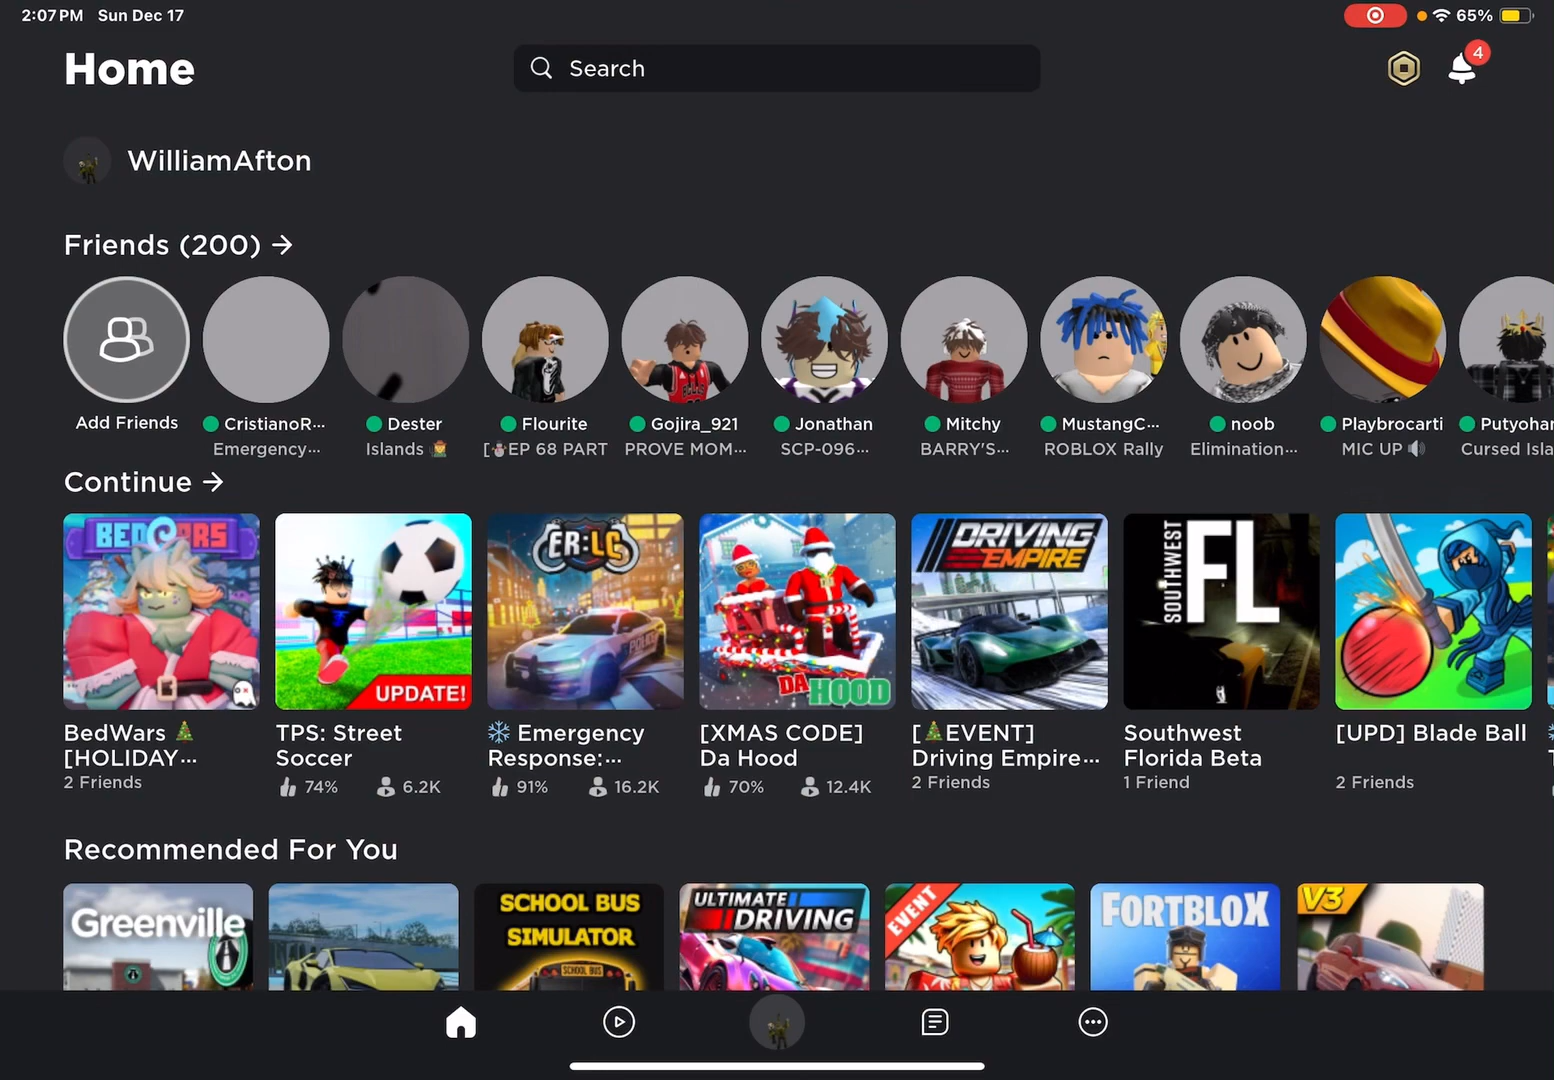 2:07 PM Sun Dec 17
65%
Home
Search
4
WilliamAfton
Friends (200)
Add Friends
CristianoR...
Emergency...
Dester
Islands
Flourite
[⛄EP 68 PART
Gojira_921
PROVE MOM...
Jonathan
SCP-096...
Mitchy
BARRY'S...
MustangC...
ROBLOX Rally
noob
Elimination...
Playbrocarti
MIC UP 🔊
Putyohan
Cursed Isla
Continue
BEDWARS
UPDATE!
ER:LC
DA HOOD
DRIVING
EMPIRE
SOUTHWEST
FL
BedWars 🎄
[HOLIDAY...
2 Friends
TPS: Street
Soccer
74% 6.2K
❄️ Emergency
Response:...
91% 16.2K
[XMAS CODE]
Da Hood
70% 12.4K
[🎄EVENT]
Driving Empire...
2 Friends
Southwest
Florida Beta
1 Friend
[UPD] Blade Ball
2 Friends
Recommended For You
Greenville
SCHOOL BUS
SIMULATOR
SCHOOL BUS
ULTIMATE
DRIVING
EVENT
FORTBLOX
V3